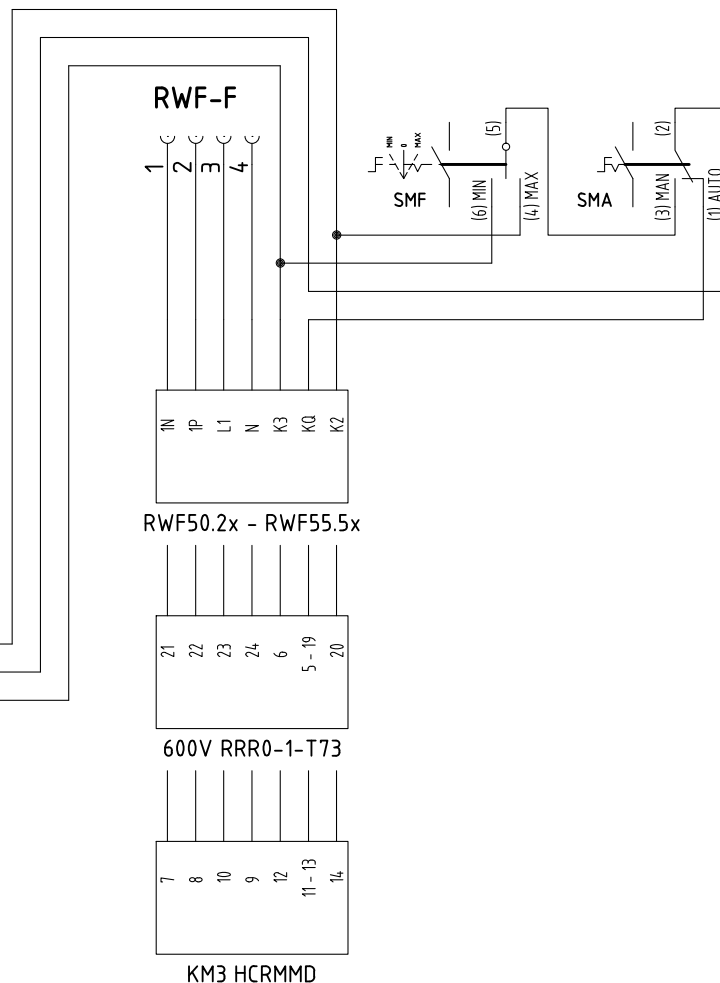 RWF-F
1
2
3
4
MIN
0
MAX
SMF
(5)
(6) MIN
(4) MAX
SMA
(2)
(3) MAN
(1) AUTO
1N
1P
L1
N
K3
KQ
K2
RWF50.2x - RWF55.5x
21
22
23
24
6
5 - 19
20
600V RRR0-1-T73
7
8
10
9
12
11 - 13
14
KM3 HCRMMD